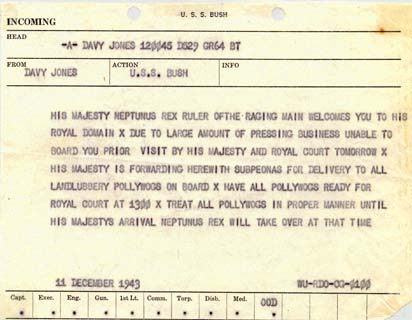 U. S. S. BUSH
INCOMING
HEAD
-A- DAVY JONES 120045 DS29 GR64 BT
FROM ACTION INFO
DAVY JONES U.S.S. BUSH
HIS MAJESTY NEPTUNUS REX RULER OFTHE RAGING MAIN WELCOMES YOU TO HIS
ROYAL DOMAIN X DUE TO LARGE AMOUNT OF PRESSING BUSINESS UNABLE TO
BOARD YOU PRIOR VISIT BY HIS MAJESTY AND ROYAL COURT TOMORROW X
HIS MAJESTY IS FORWARDING HEREWITH SUBPEONAS FOR DELIVERY TO ALL
LANDLUBBERY POLLYWOGS ON BOARD X HAVE ALL POLLYWOGS READY FOR
ROYAL COURT AT 1300 X TREAT ALL POLLYWOGS IN PROPER MANNER UNTIL
HIS MAJESTYS ARRIVAL NEPTUNUS REX WILL TAKE OVER AT THAT TIME
11 DECEMBER 1943 WU-RDO-CG-0100
Capt. Exec. Eng. Gun. 1st Lt. Comm. Torp. Disb. Med. OOD